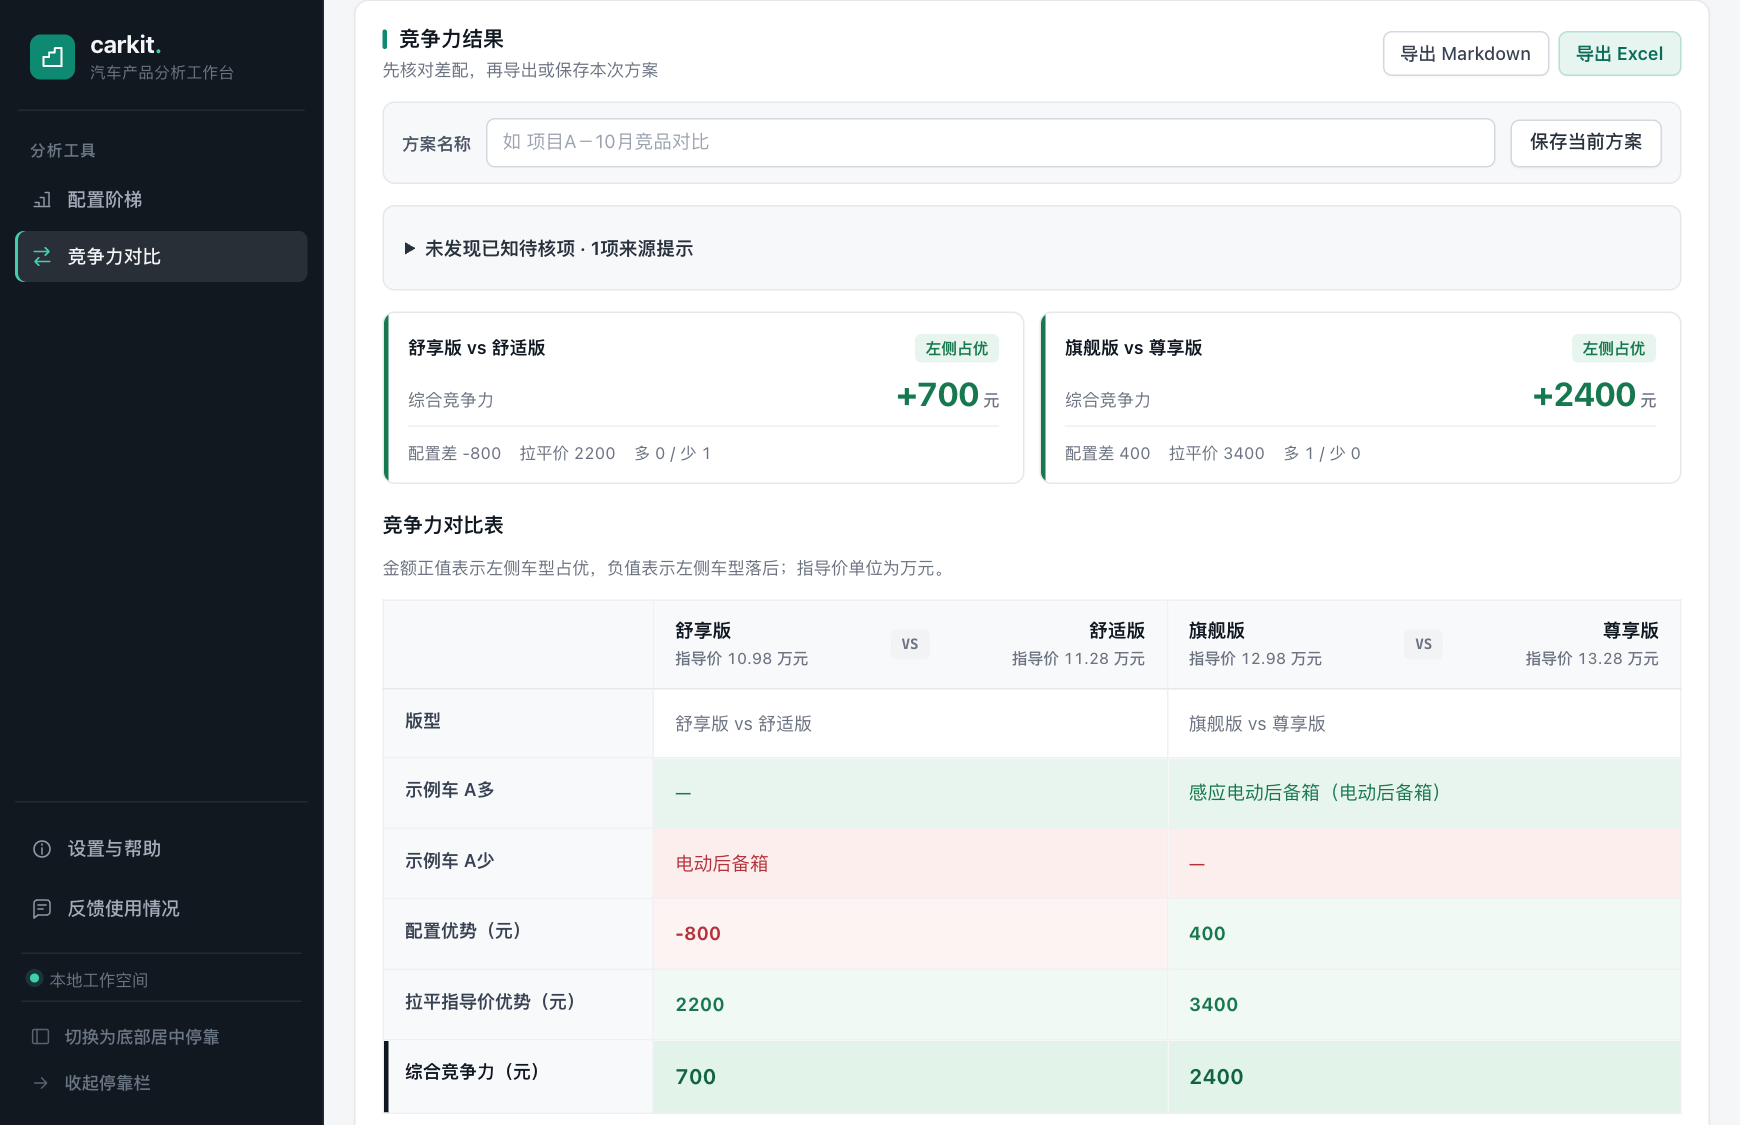 carkit.
汽车产品分析工作台
分析工具
配置阶梯
竞争力对比
设置与帮助
反馈使用情况
本地工作空间
切换为底部居中停靠
收起停靠栏
竞争力结果
先核对差配，再导出或保存本次方案
导出 Markdown
导出 Excel
方案名称
如 项目A－10月竞品对比
保存当前方案
▶ 未发现已知待核项 · 1项来源提示
舒享版 vs 舒适版
左侧占优
综合竞争力
+700 元
配置差 -800 拉平价 2200 多 0 / 少 1
旗舰版 vs 尊享版
左侧占优
综合竞争力
+2400 元
配置差 400 拉平价 3400 多 1 / 少 0
竞争力对比表
金额正值表示左侧车型占优，负值表示左侧车型落后；指导价单位为万元。
舒享版 VS 舒适版 旗舰版 VS 尊享版
指导价 10.98 万元 指导价 11.28 万元 指导价 12.98 万元 指导价 13.28 万元
版型 舒享版 vs 舒适版 旗舰版 vs 尊享版
示例车 A多 — 感应电动后备箱（电动后备箱）
示例车 A少 电动后备箱 —
配置优势（元） -800 400
拉平指导价优势（元） 2200 3400
综合竞争力（元） 700 2400